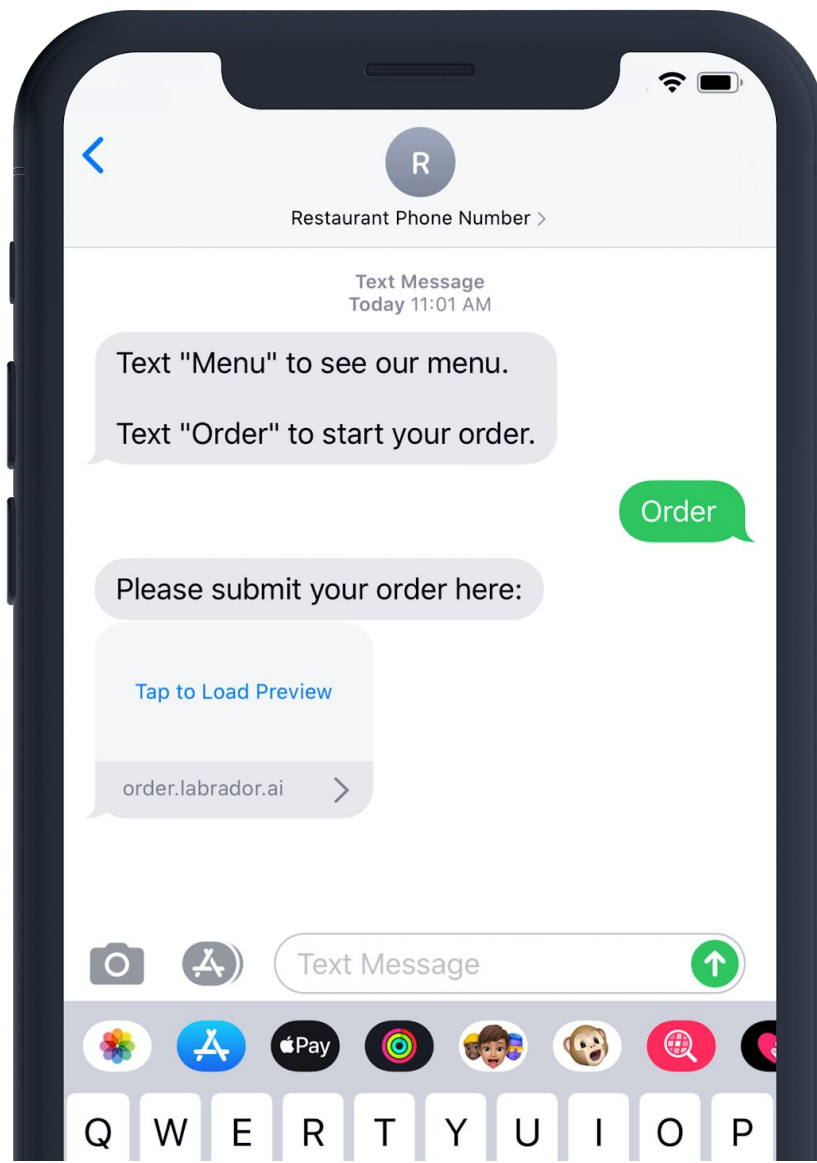 R
Restaurant Phone Number >
Text Message
Today 11:01 AM
Text "Menu" to see our menu.
Text "Order" to start your order.
Order
Please submit your order here:
Tap to Load Preview
order.labrador.ai
Text Message
Pay
Q W E R T Y U I O P